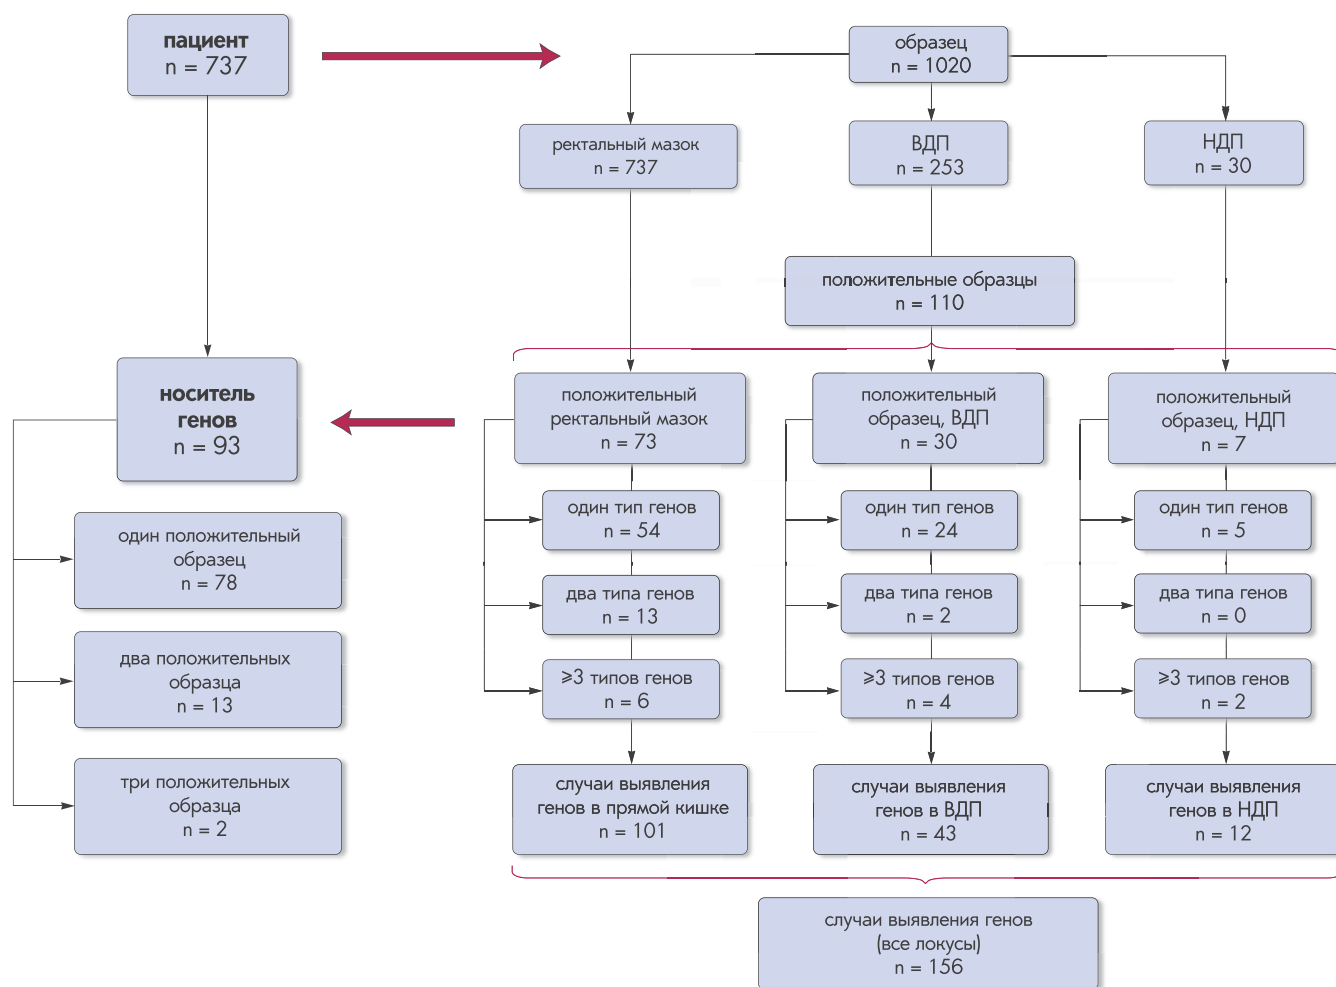 пациент
n = 737
образец
n = 1020
ректальный мазок
n = 737
ВДП
n = 253
НДП
n = 30
положительные образцы
n = 110
носитель
генов
n = 93
положительный
ректальный мазок
n = 73
положительный
образец, ВДП
n = 30
положительный
образец, НДП
n = 7
один положительный
образец
n = 78
два положительных
образца
n = 13
три положительных
образца
n = 2
один тип генов
n = 54
два типа генов
n = 13
≥3 типов генов
n = 6
случаи выявления
генов в прямой кишке
n = 101
один тип генов
n = 24
два типа генов
n = 2
≥3 типов генов
n = 4
случаи выявления
генов в ВДП
n = 43
один тип генов
n = 5
два типа генов
n = 0
≥3 типов генов
n = 2
случаи выявления
генов в НДП
n = 12
случаи выявления генов
(все локусы)
n = 156